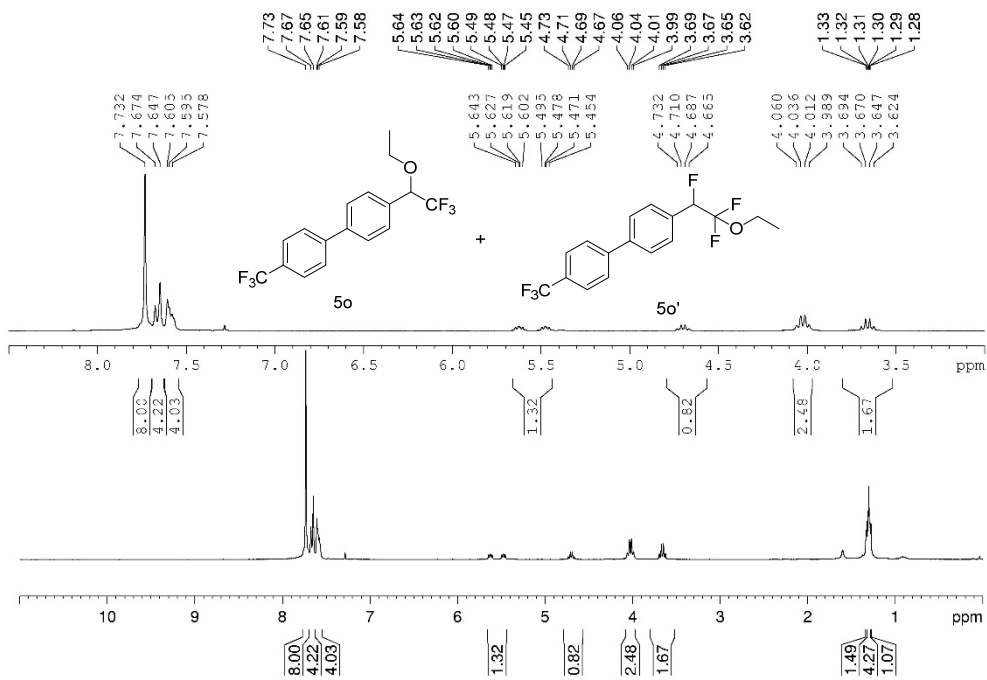 7.73 7.67 7.65 7.61 7.59 7.58 5.64 5.63 5.62 5.60 5.49 5.48 5.47 5.45 4.73 4.71 4.69 4.67 4.06 4.04 4.01 3.99 3.69 3.67 3.65 3.62 1.33 1.32 1.31 1.30 1.29 1.28
7.732 7.674 7.647 7.605 7.595 7.578 5.643 5.627 5.619 5.602 5.495 5.478 5.471 5.454 4.732 4.710 4.687 4.665 4.060 4.036 4.012 3.989 3.694 3.670 3.647 3.624
O
CF3
F3C
5o
+
F
F
O
F
F3C
5o'
8.0 7.5 7.0 6.5 6.0 5.5 5.0 4.5 4.0 3.5 ppm
8.00 4.22 4.03 1.32 0.82 2.48 1.67
10 9 8 7 6 5 4 3 2 1 ppm
8.00 4.22 4.03 1.32 0.82 2.48 1.67 1.49 4.27 1.07